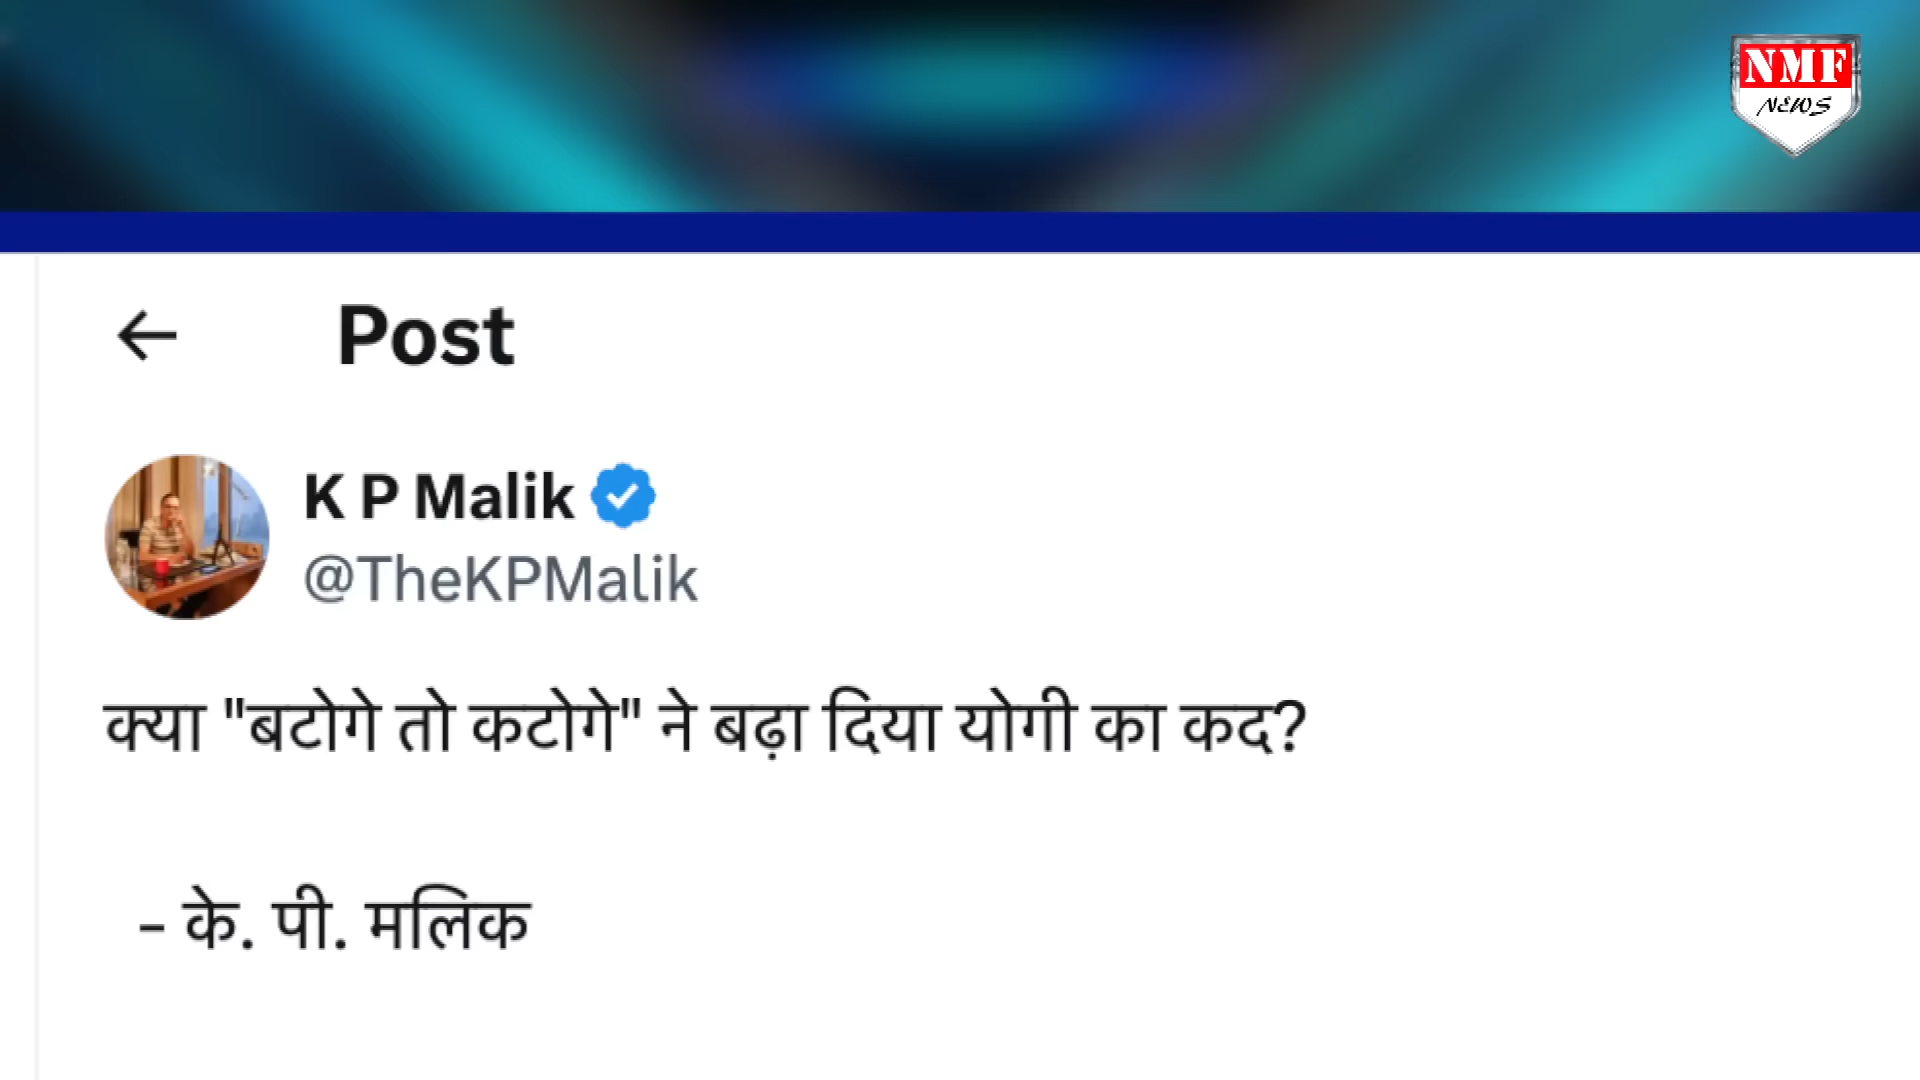 NMF
NEWS
Post
K P Malik
@TheKPMalik
क्या "बटोगे तो कटोगे" ने बढ़ा दिया योगी का कद?
- के. पी. मलिक